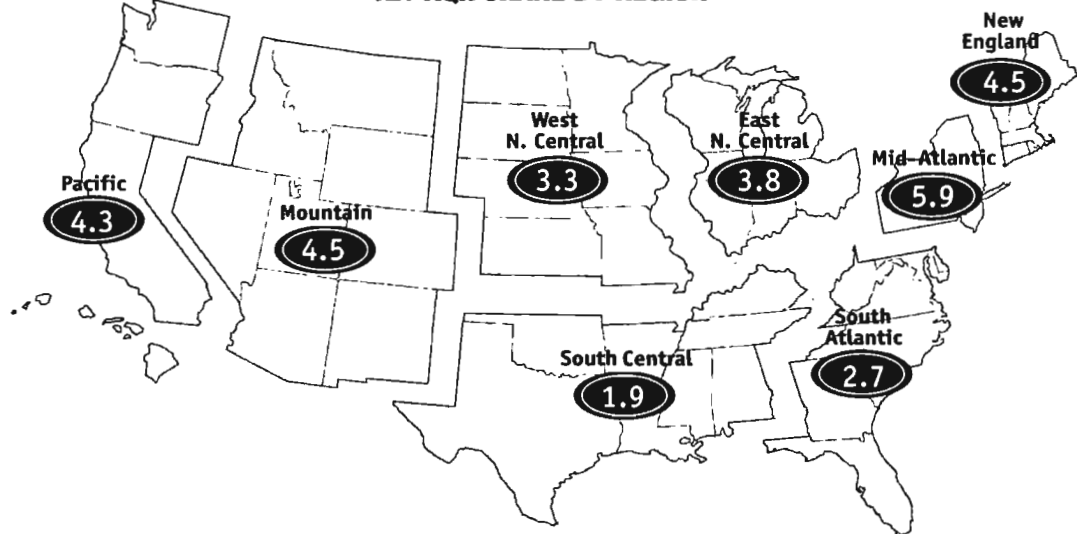 New
England
4.5
West
N. Central
3.3
East
N. Central
3.8
Mid-Atlantic
5.9
Pacific
4.3
Mountain
4.5
South
Atlantic
2.7
South Central
1.9